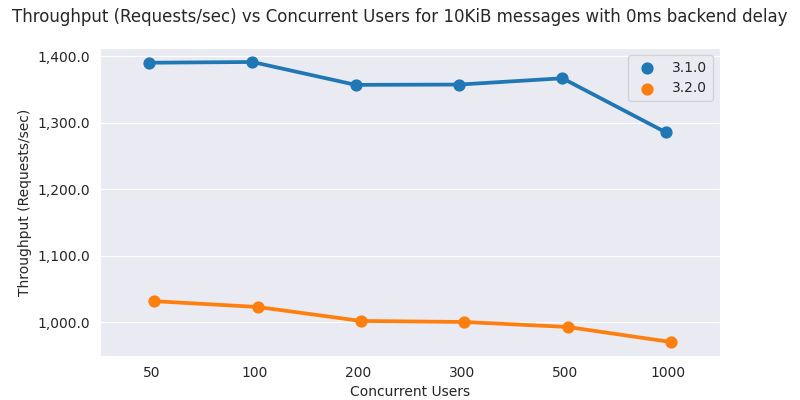 Throughput (Requests/sec) vs Concurrent Users for 10KiB messages with 0ms backend delay
1,400.0
1,300.0
1,200.0
1,100.0
1,000.0
Throughput (Requests/sec)
3.1.0
3.2.0
50 100 200 300 500 1000
Concurrent Users